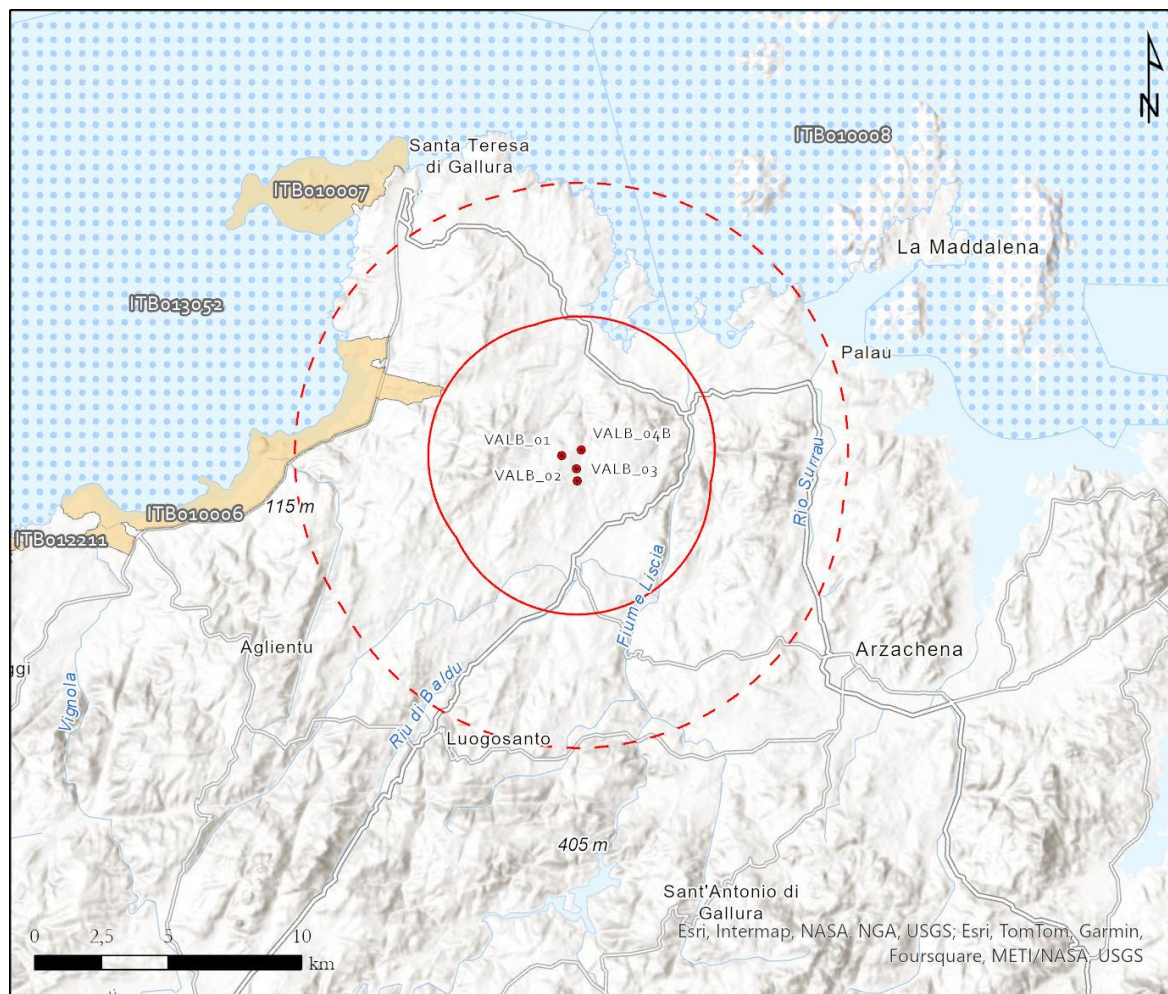 N
ITB010008
Santa Teresa
di Gallura
ITB010007
La Maddalena
ITB013052
Palau
VALB_01
VALB_04B
VALB_02
VALB_03
115 m
ITB010006
Rio Surrau
ITB012211
Fiume Liscia
Aglientu
Arzachena
ggi
Vignola
Riu di Baldu
Luogosanto
405 m
Sant'Antonio di
Gallura
Esri, Intermap, NASA, NGA, USGS; Esri, TomTom, Garmin,
Foursquare, METI/NASA, USGS
0 2,5 5 10
km